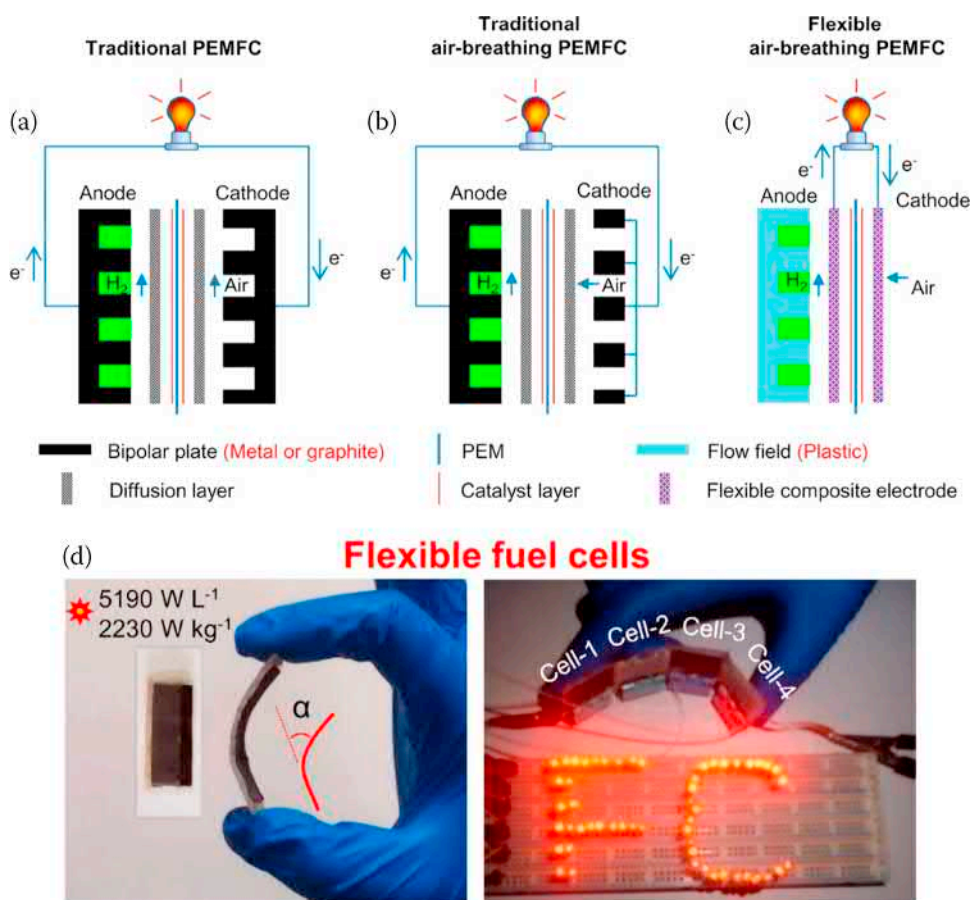 Traditional PEMFC
Traditional
air-breathing PEMFC
Flexible
air-breathing PEMFC
(a)
Anode
Cathode
e-
H2
Air
e-
(b)
Anode
Cathode
e-
H2
Air
e-
(c)
e-
e-
Anode
Cathode
H2
Air
Bipolar plate (Metal or graphite)
PEM
Flow field (Plastic)
Diffusion layer
Catalyst layer
Flexible composite electrode
(d)
Flexible fuel cells
5190 W L-1
2230 W kg-1
α
Cell-1
Cell-2
Cell-3
Cell-4
FC